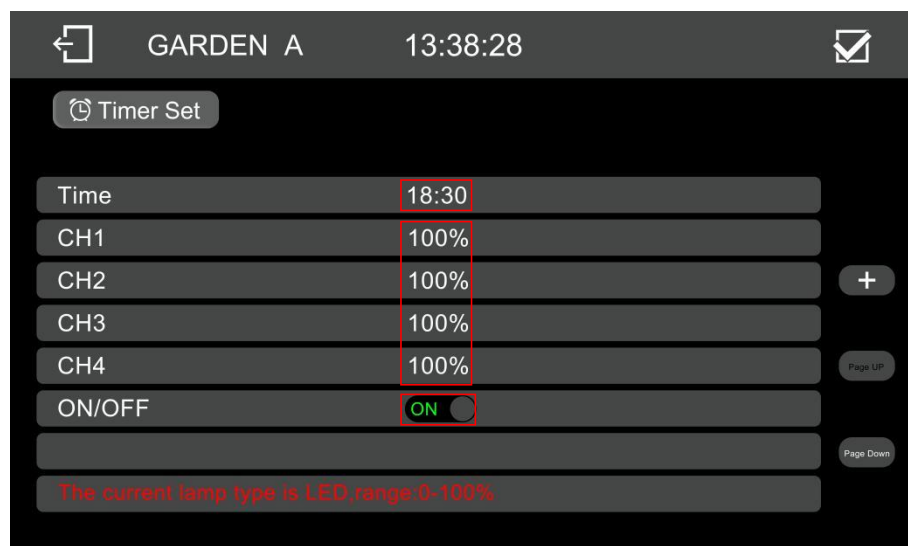 GARDEN A 13:38:28
Timer Set
Time 18:30
CH1 100%
CH2 100%
+
CH3 100%
CH4 100%
Page UP
ON/OFF ON
Page Down
The current lamp type is LED,range:0-100%